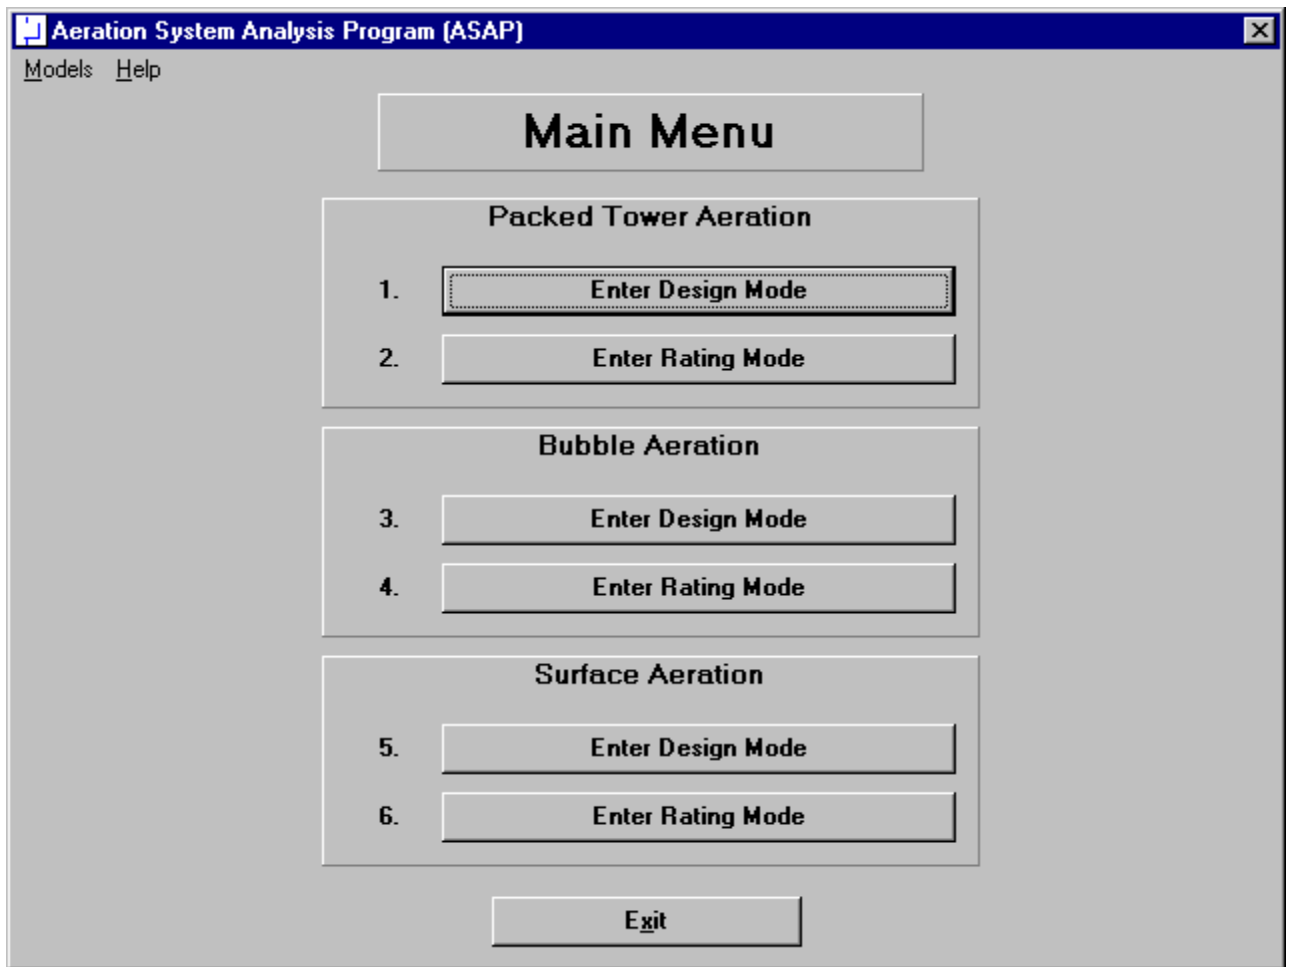 Aeration System Analysis Program (ASAP)
Models Help
Main Menu
Packed Tower Aeration
1. Enter Design Mode
2. Enter Rating Mode
Bubble Aeration
3. Enter Design Mode
4. Enter Rating Mode
Surface Aeration
5. Enter Design Mode
6. Enter Rating Mode
Exit